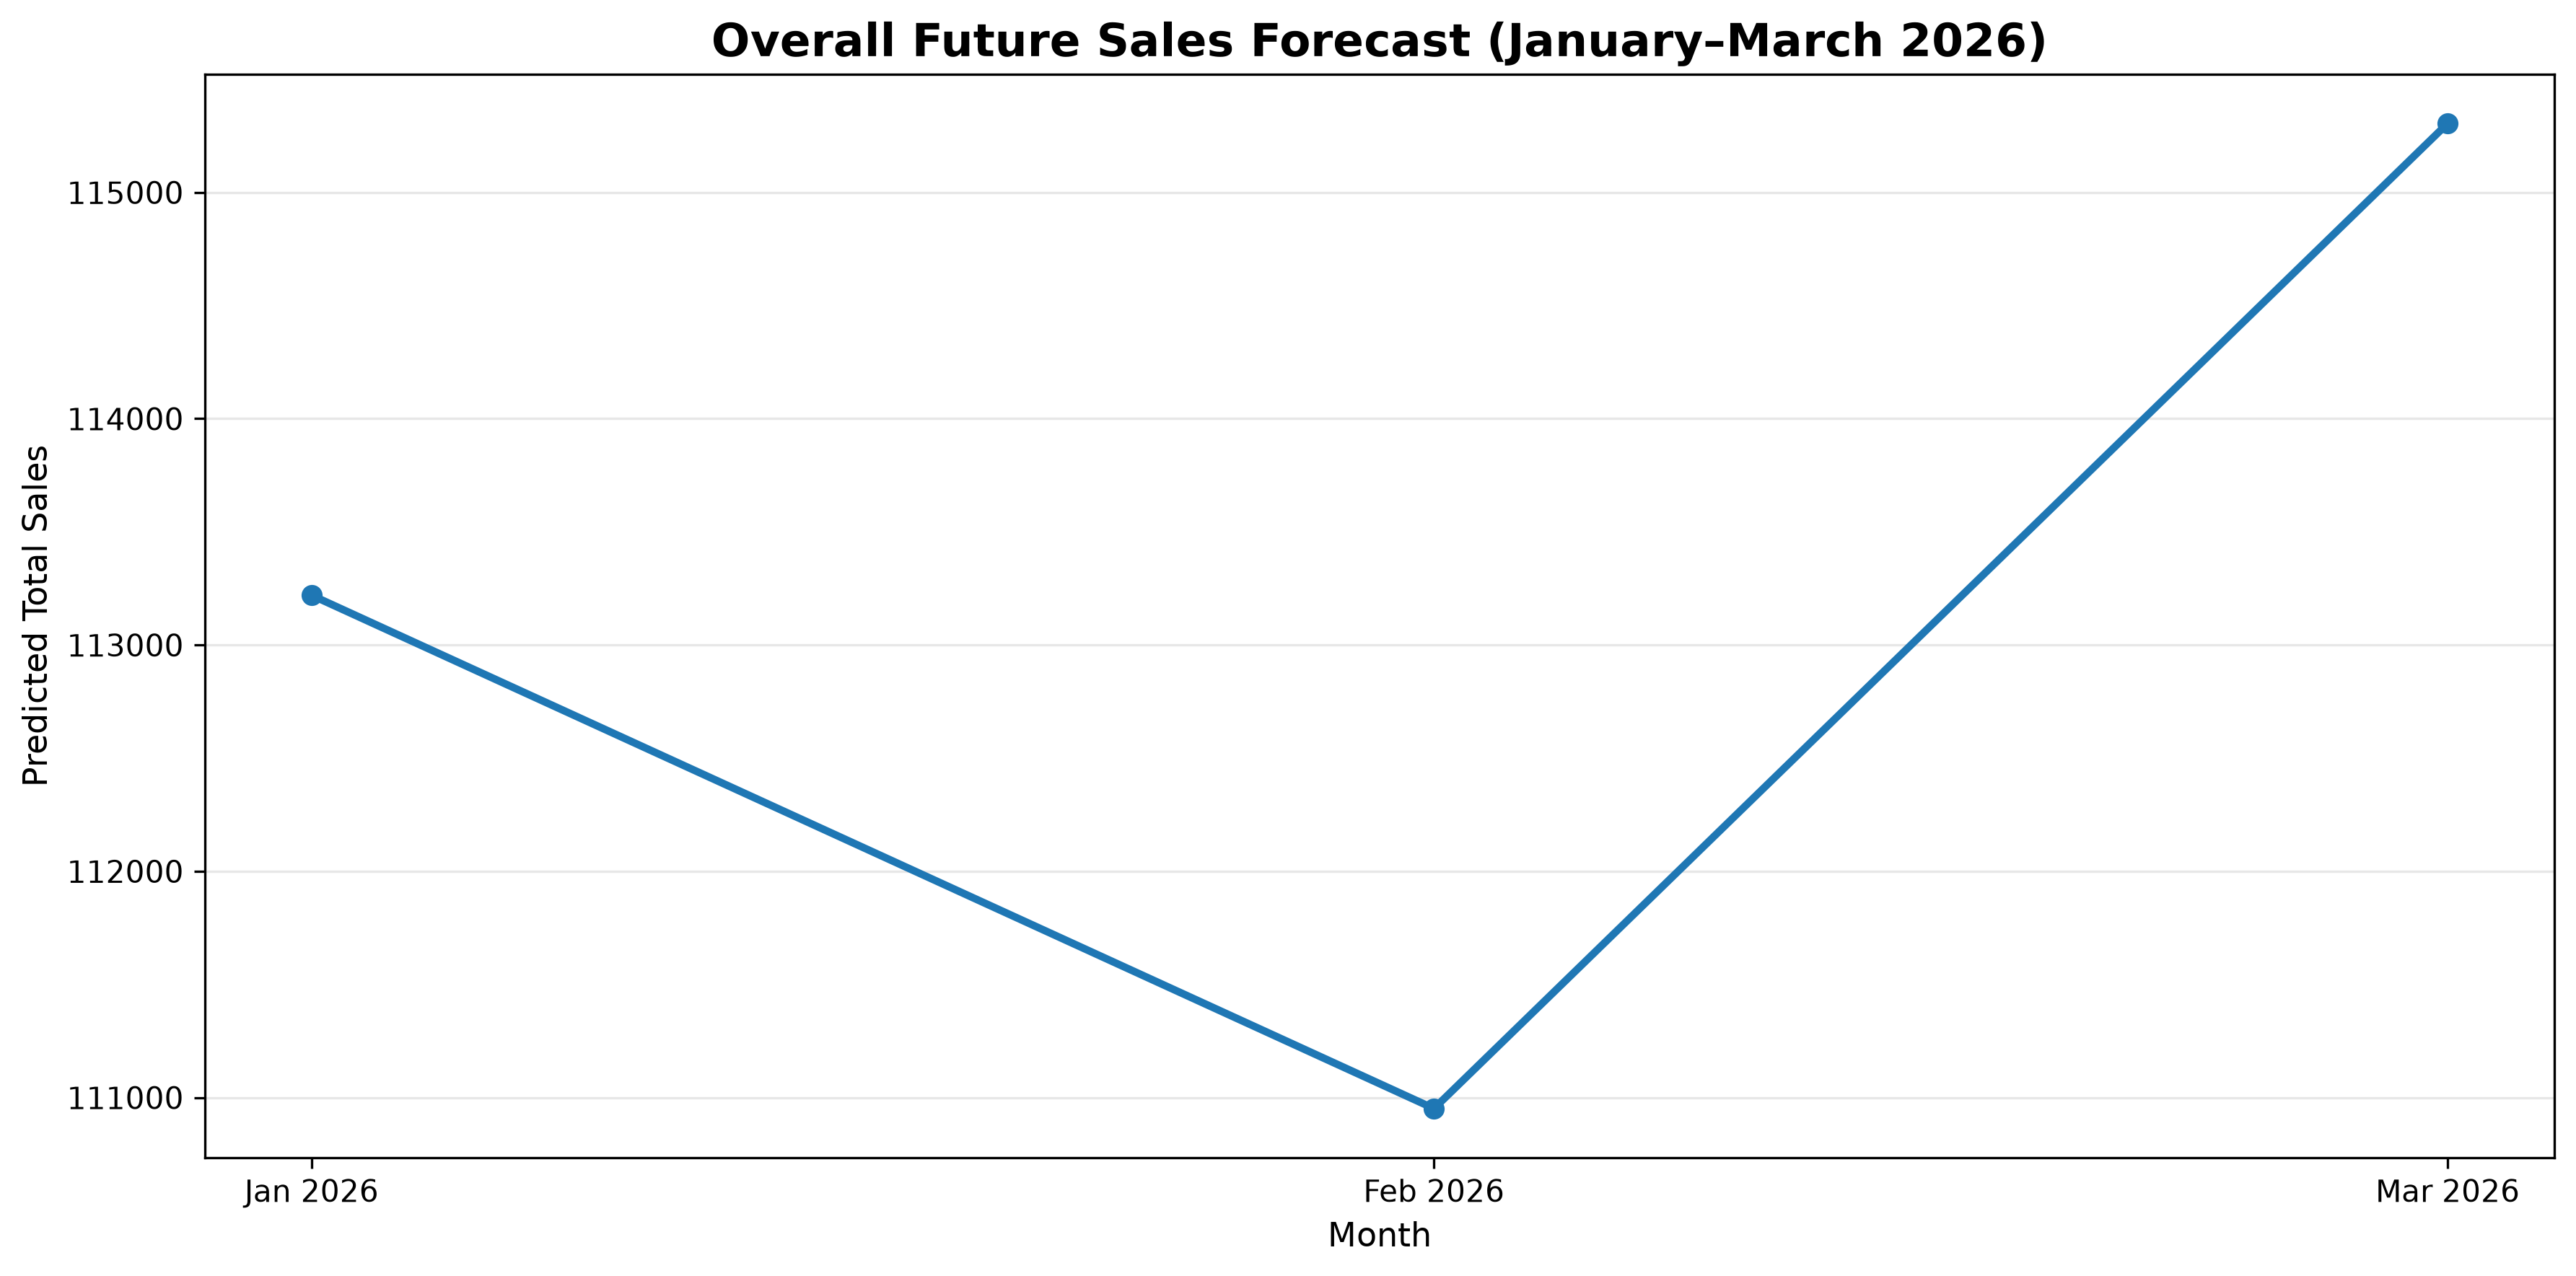 Overall Future Sales Forecast (January–March 2026)
Predicted Total Sales
115000
114000
113000
112000
111000
Jan 2026
Feb 2026
Mar 2026
Month